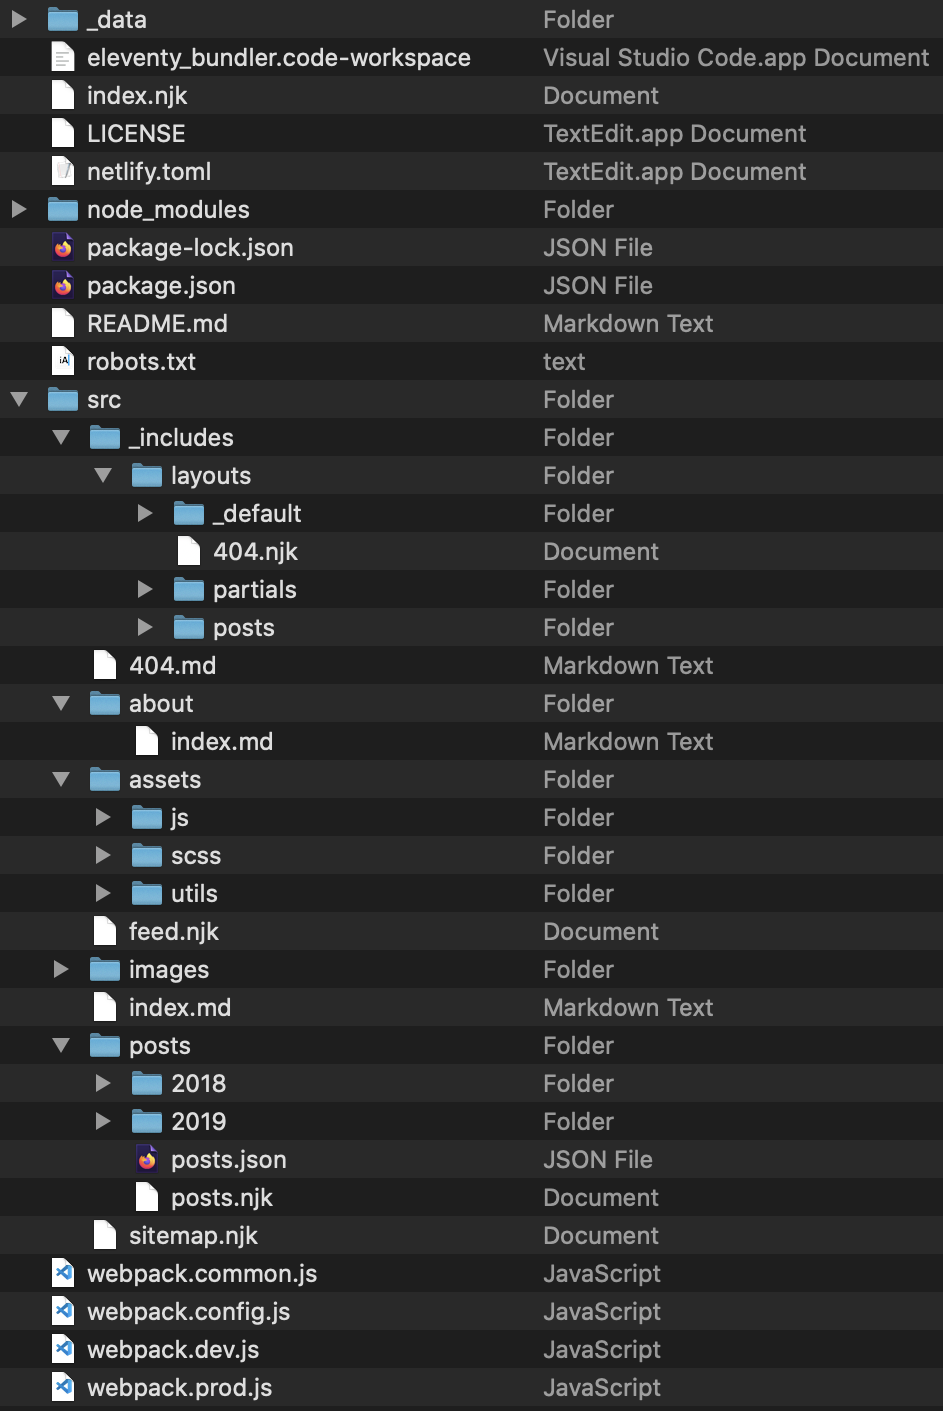 _data Folder
eleventy_bundler.code-workspace Visual Studio Code.app Document
index.njk Document
LICENSE TextEdit.app Document
netlify.toml TextEdit.app Document
node_modules Folder
package-lock.json JSON File
package.json JSON File
README.md Markdown Text
iA robots.txt text
src Folder
_includes Folder
layouts Folder
_default Folder
404.njk Document
partials Folder
posts Folder
404.md Markdown Text
about Folder
index.md Markdown Text
assets Folder
js Folder
scss Folder
utils Folder
feed.njk Document
images Folder
index.md Markdown Text
posts Folder
2018 Folder
2019 Folder
posts.json JSON File
posts.njk Document
sitemap.njk Document
webpack.common.js JavaScript
webpack.config.js JavaScript
webpack.dev.js JavaScript
webpack.prod.js JavaScript